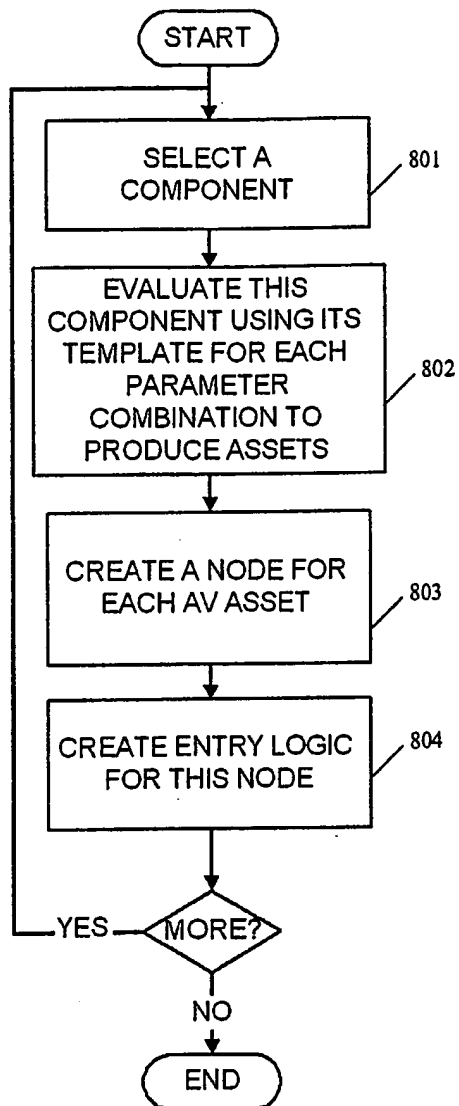 START
SELECT A
COMPONENT
801
EVALUATE THIS
COMPONENT USING ITS
TEMPLATE FOR EACH
PARAMETER
COMBINATION TO
PRODUCE ASSETS
802
CREATE A NODE FOR
EACH AV ASSET
803
CREATE ENTRY LOGIC
FOR THIS NODE
804
YES
MORE?
NO
END